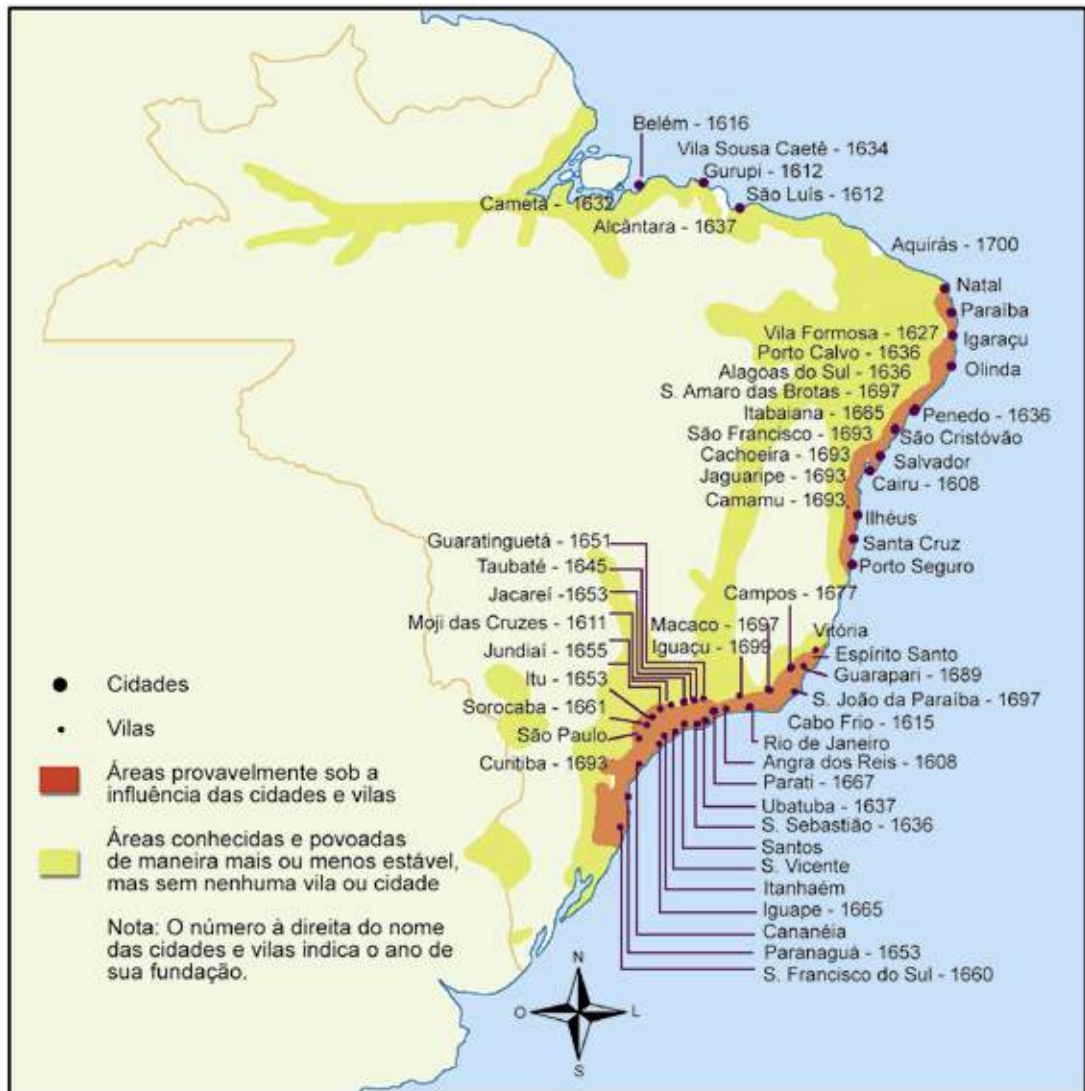 Belém - 1616
Vila Sousa Caetê - 1634
Gurupi - 1612
São Luís - 1612
Cametá - 1632
Alcântara - 1637
Aquirás - 1700
Natal
Paraíba
Vila Formosa - 1627
Igaraçu
Porto Calvo - 1636
Alagoas do Sul - 1636
Olinda
S. Amaro das Brotas - 1697
Itabaiana - 1665
Penedo - 1636
São Francisco - 1693
São Cristóvão
Cachoeira - 1693
Salvador
Jaguaripe - 1693
Cairu - 1608
Camamu - 1693
Ilhéus
Guaratinguetá - 1651
Santa Cruz
Taubaté - 1645
Porto Seguro
Jacareí - 1653
Campos - 1677
Moji das Cruzes - 1611
Macaco - 1697
Vitória
Jundiaí - 1655
Iguaçu - 1699
Espírito Santo
Itu - 1653
Guarapari - 1689
S. João da Paraíba - 1697
Sorocaba - 1661
Cabo Frio - 1615
São Paulo
Rio de Janeiro
Curitiba - 1693
Angra dos Reis - 1608
Parati - 1667
Ubatuba - 1637
S. Sebastião - 1636
Santos
S. Vicente
Itanhaém
Iguape - 1665
Cananéia
Paranaguá - 1653
S. Francisco do Sul - 1660
Cidades
Vilas
Áreas provavelmente sob a
influência das cidades e vilas
Áreas conhecidas e povoadas
de maneira mais ou menos estável,
mas sem nenhuma vila ou cidade
Nota: O número à direita do nome
das cidades e vilas indica o ano de
sua fundação.
N
O
L
S